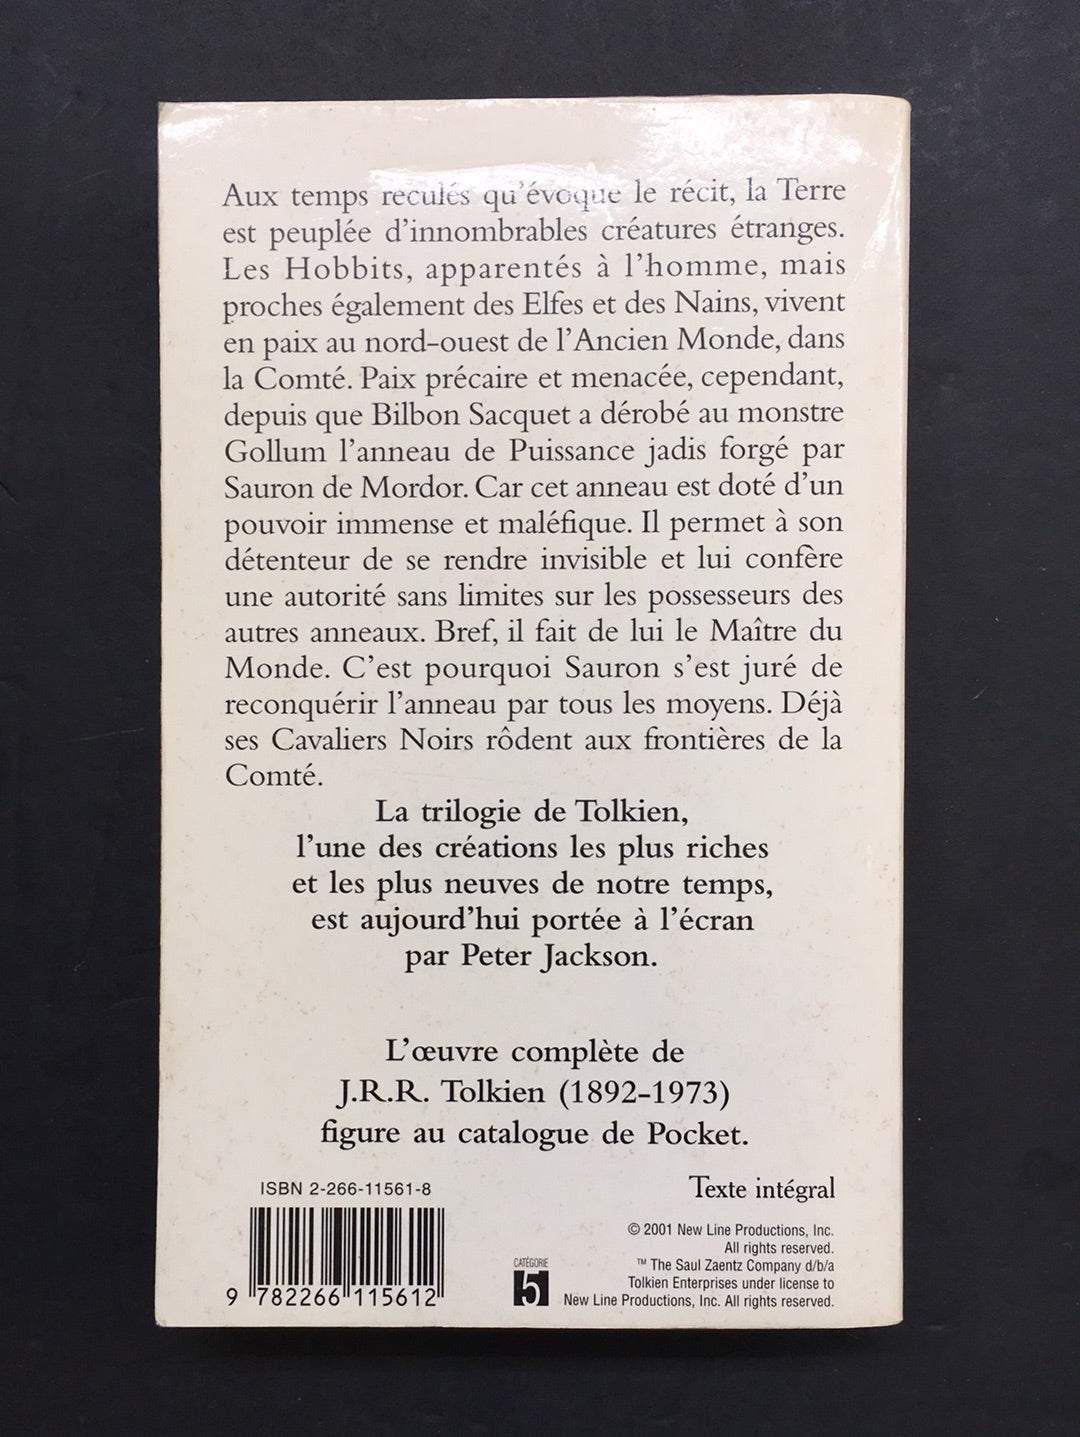 Aux temps reculés qu'évoque le récit, la Terre
est peuplée d'innombrables créatures étranges.
Les Hobbits, apparentés à l'homme, mais
proches également des Elfes et des Nains, vivent
en paix au nord-ouest de l'Ancien Monde, dans
la Comté. Paix précaire et menacée, cependant,
depuis que Bilbon Sacquet a dérobé au monstre
Gollum l'anneau de Puissance jadis forgé par
Sauron de Mordor. Car cet anneau est doté d'un
pouvoir immense et maléfique. Il permet à son
détenteur de se rendre invisible et lui confère
une autorité sans limites sur les possesseurs des
autres anneaux. Bref, il fait de lui le Maître du
Monde. C'est pourquoi Sauron s'est juré de
reconquérir l'anneau par tous les moyens. Déjà
ses Cavaliers Noirs rôdent aux frontières de la
Comté.
La trilogie de Tolkien,
l'une des créations les plus riches
et les plus neuves de notre temps,
est aujourd'hui portée à l'écran
par Peter Jackson.
L'œuvre complète de
J.R.R. Tolkien (1892-1973)
figure au catalogue de Pocket.
ISBN 2-266-11561-8
9 782266 115612
Texte intégral
CATÉGORIE
5
© 2001 New Line Productions, Inc.
All rights reserved.
™ The Saul Zaentz Company d/b/a
Tolkien Enterprises under license to
New Line Productions, Inc. All rights reserved.